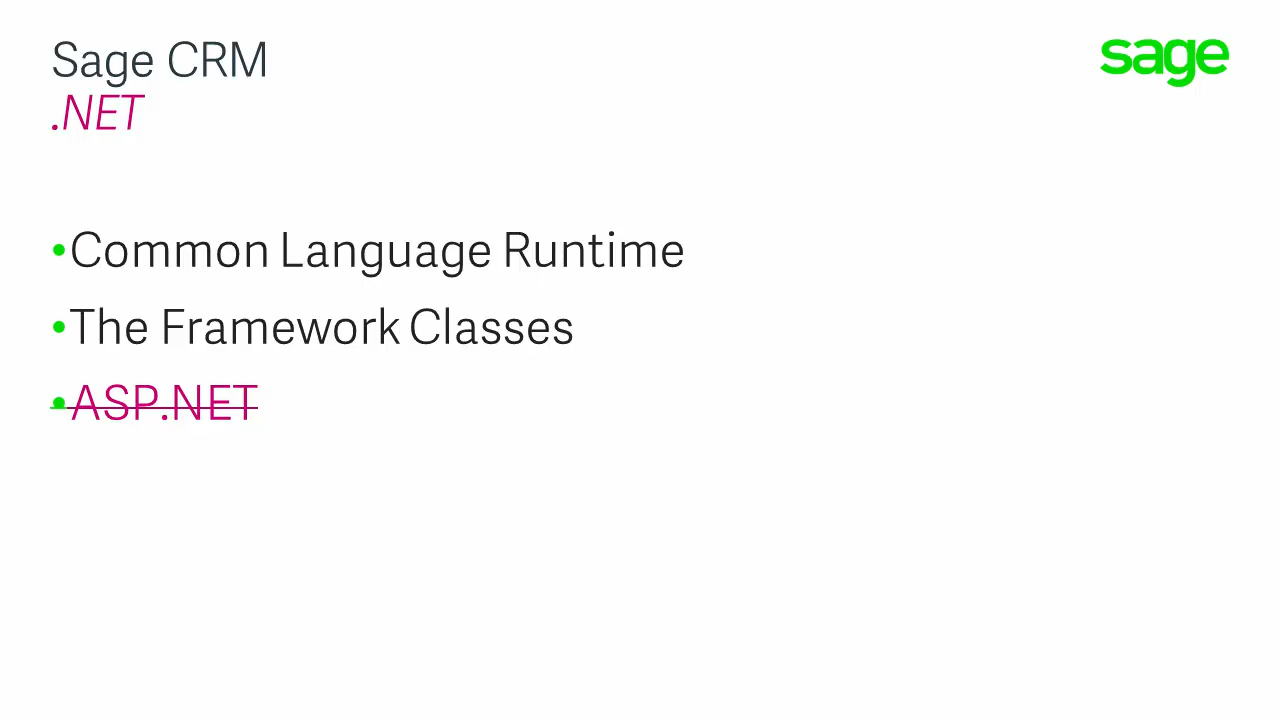 Sage CRM
sage
.NET
•Common Language Runtime
•The Framework Classes
•ASP.NET